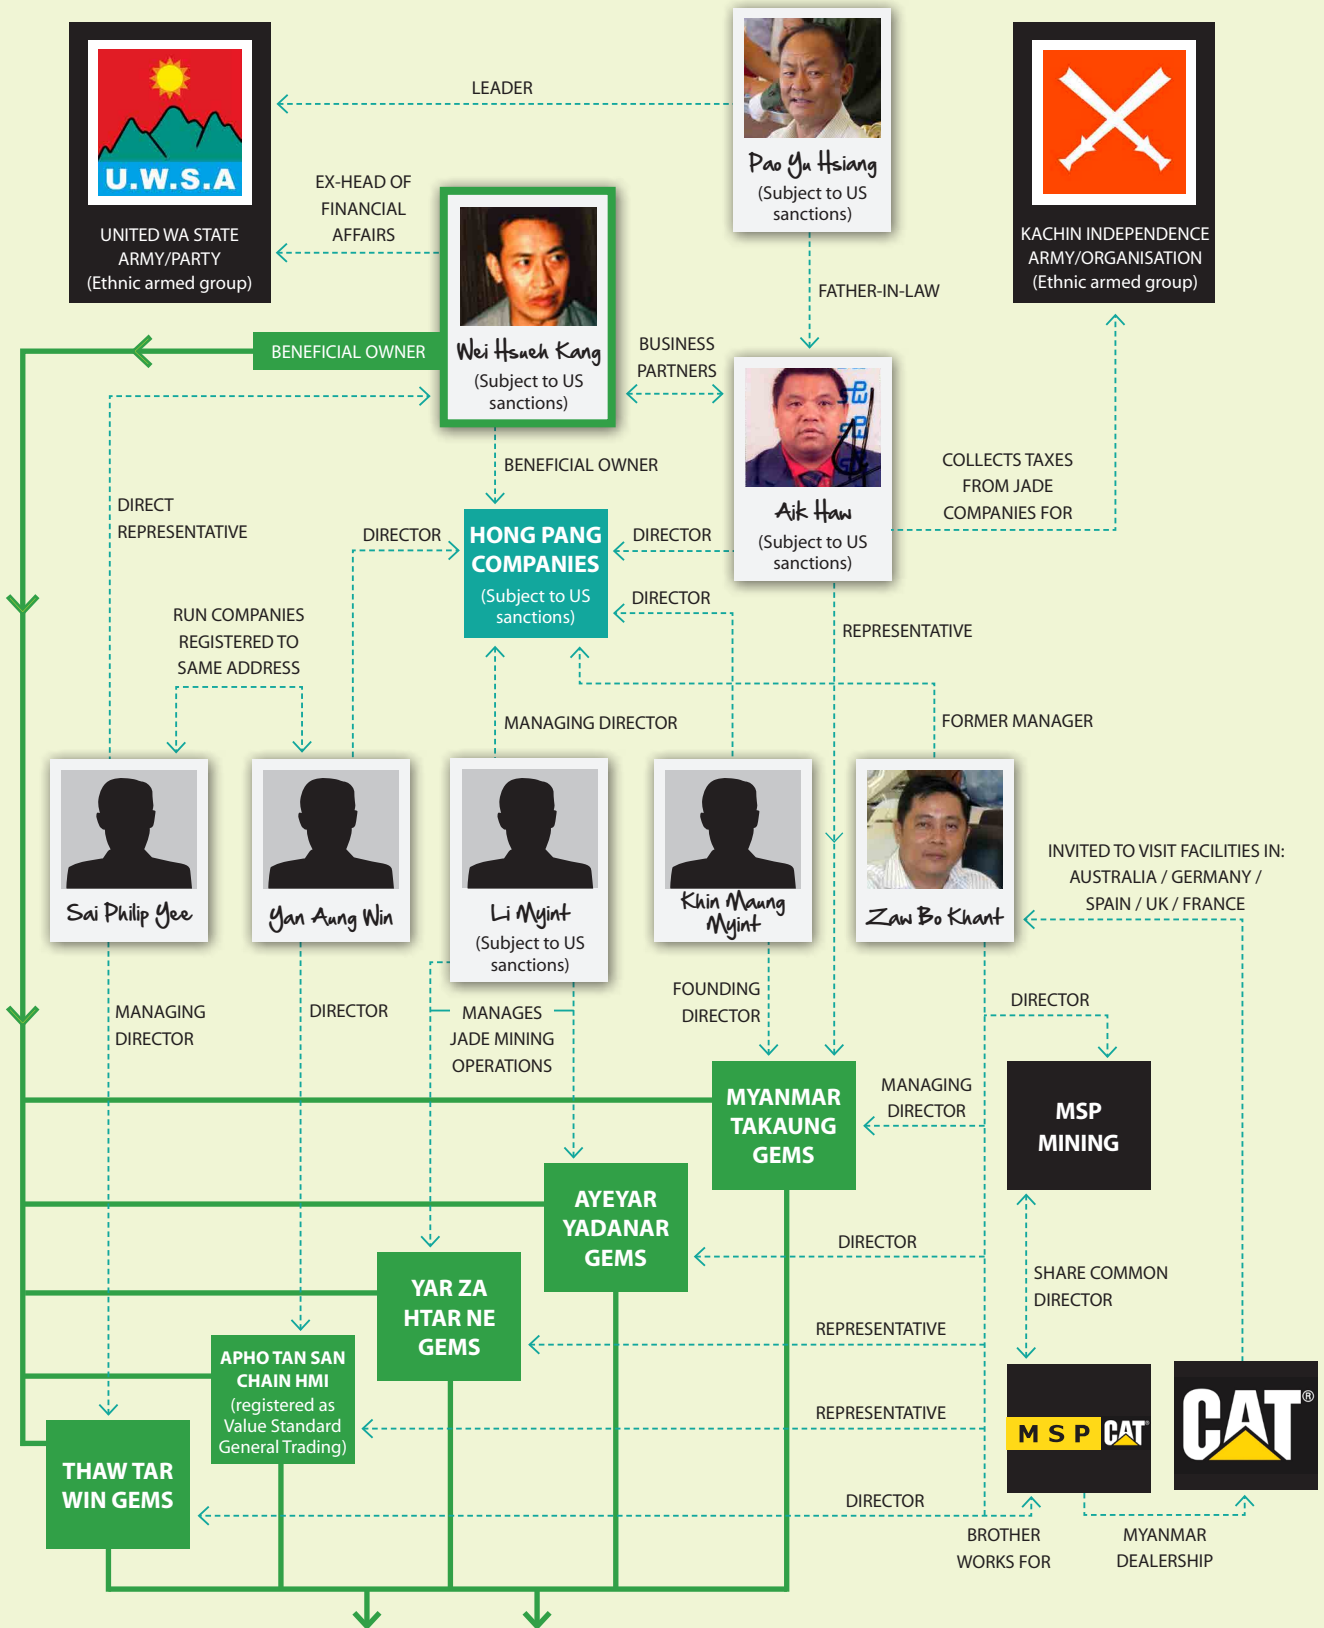 LEADER
Pao Yu Hsiang
(Subject to US
sanctions)
U.W.S.A
UNITED WA STATE
ARMY/PARTY
(Ethnic armed group)
EX-HEAD OF
FINANCIAL
AFFAIRS
KACHIN INDEPENDENCE
ARMY/ORGANISATION
(Ethnic armed group)
FATHER-IN-LAW
BENEFICIAL OWNER
Wei Hsueh Kang
(Subject to US
sanctions)
BUSINESS
PARTNERS
Aik Haw
(Subject to US
sanctions)
COLLECTS TAXES
FROM JADE
COMPANIES FOR
BENEFICIAL OWNER
DIRECT
REPRESENTATIVE
DIRECTOR
HONG PANG
COMPANIES
(Subject to US
sanctions)
DIRECTOR
DIRECTOR
REPRESENTATIVE
RUN COMPANIES
REGISTERED TO
SAME ADDRESS
MANAGING DIRECTOR
FORMER MANAGER
Sai Philip Yee
Yan Aung Win
Li Myint
(Subject to US
sanctions)
Khin Maung
Myint
Zaw Bo Khant
INVITED TO VISIT FACILITIES IN:
AUSTRALIA / GERMANY /
SPAIN / UK / FRANCE
MANAGING
DIRECTOR
DIRECTOR
MANAGES
JADE MINING
OPERATIONS
FOUNDING
DIRECTOR
DIRECTOR
MYANMAR
TAKAUNG
GEMS
MANAGING
DIRECTOR
MSP
MINING
AYEYAR
YADANAR
GEMS
DIRECTOR
SHARE COMMON
DIRECTOR
YAR ZA
HTAR NE
GEMS
REPRESENTATIVE
APHO TAN SAN
CHAIN HMI
(registered as
Value Standard
General Trading)
REPRESENTATIVE
MSP CAT
CAT®
THAW TAR
WIN GEMS
DIRECTOR
BROTHER
WORKS FOR
MYANMAR
DEALERSHIP